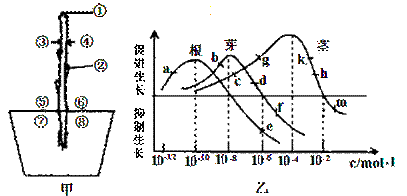 ①
③ ④
②
⑤ ⑥
⑦ ⑧
甲
促进生长
抑制生长
根 芽 茎
a b c g d k h f e m
10⁻¹² 10⁻¹⁰ 10⁻⁸ 10⁻⁶ 10⁻⁴ 10⁻² c/mol·l
乙